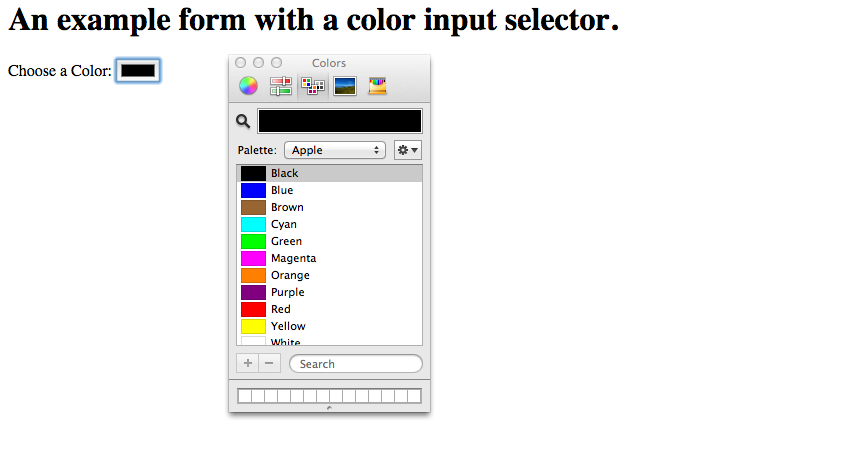 An example form with a color input selector.
Choose a Color:
Colors
Palette: Apple
Black
Blue
Brown
Cyan
Green
Magenta
Orange
Purple
Red
Yellow
White
Search